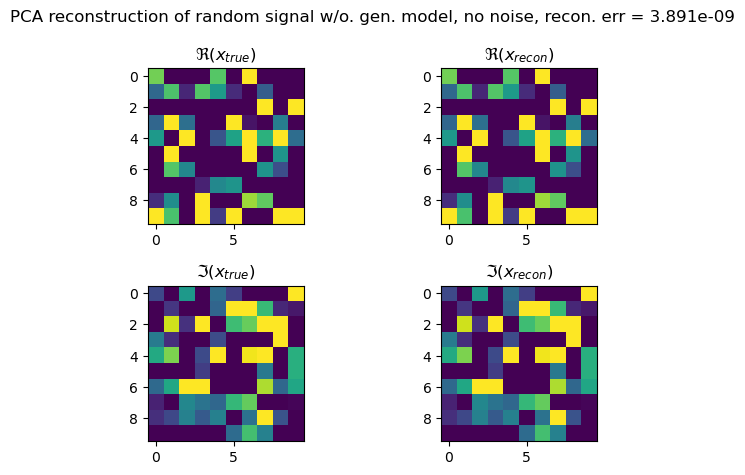 PCA reconstruction of random signal w/o. gen. model, no noise, recon. err = 3.891e-09
ℜ(x_true) ℜ(x_recon)
0 0
2 2
4 4
6 6
8 8
0 5 0 5
ℑ(x_true) ℑ(x_recon)
0 0
2 2
4 4
6 6
8 8
0 5 0 5